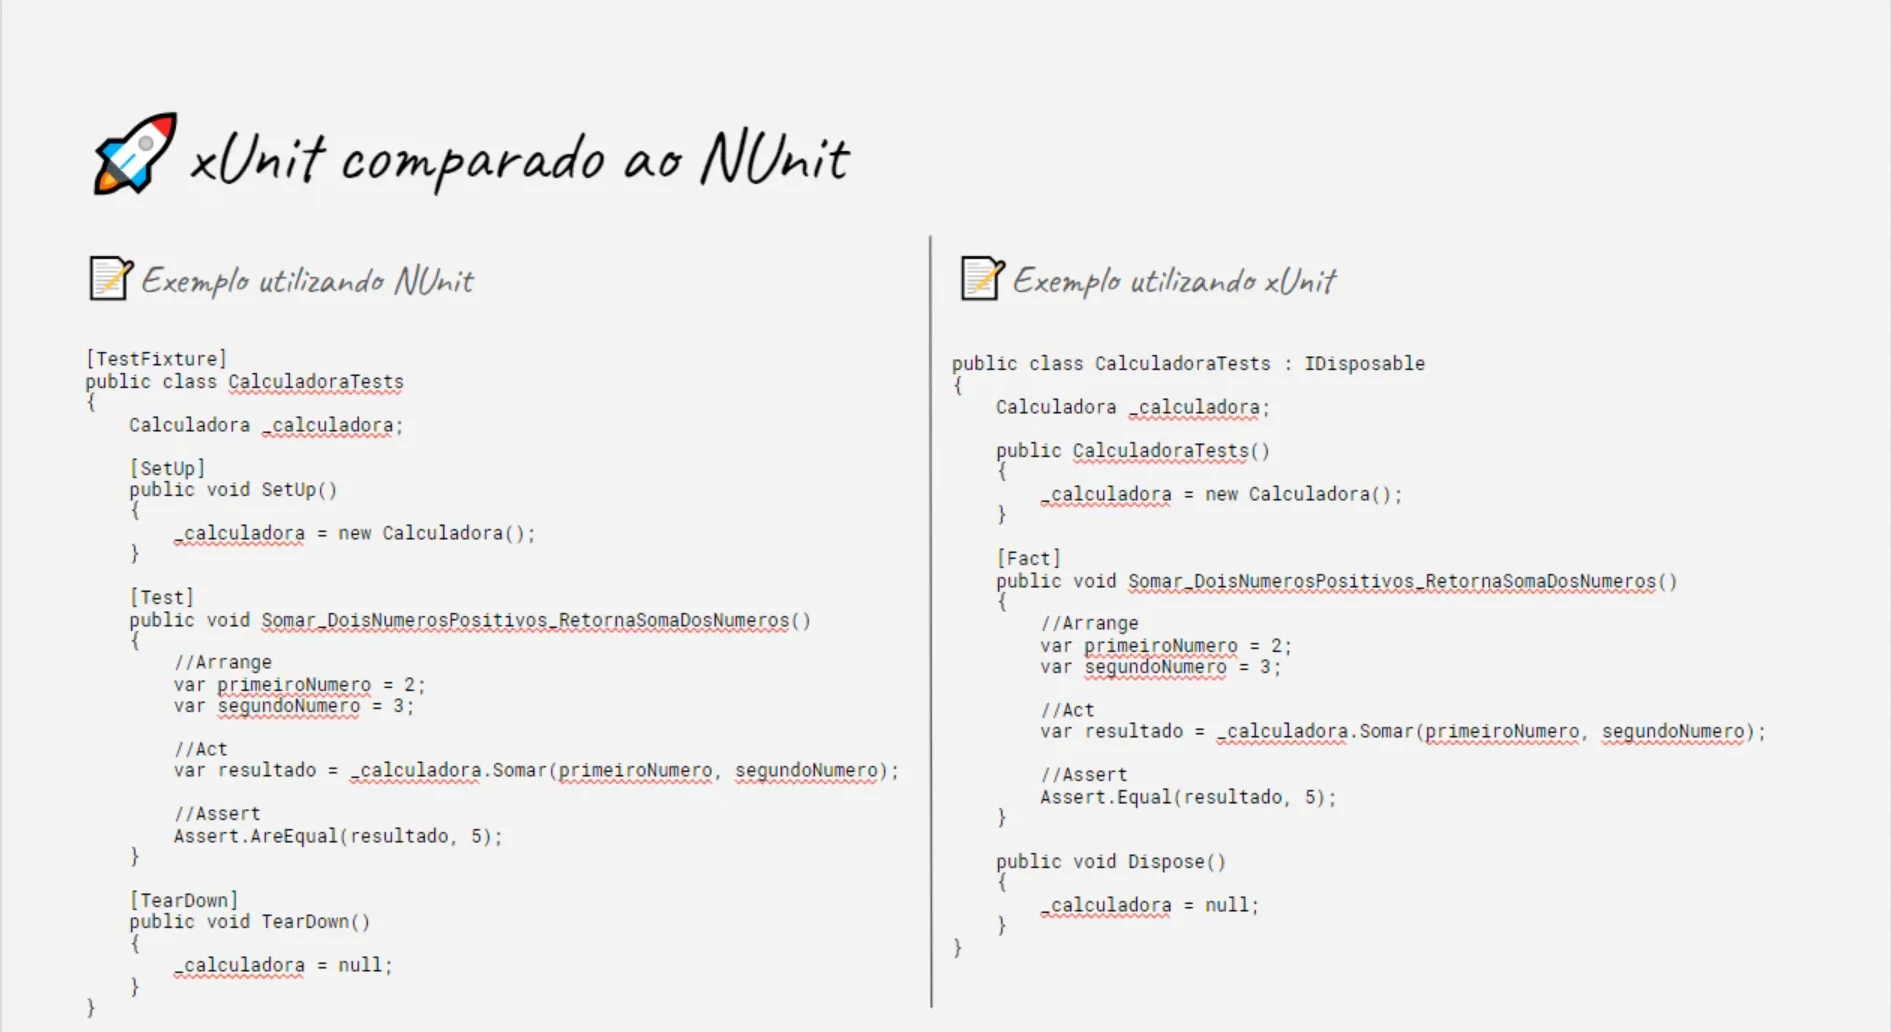 xUnit comparado ao NUnit
Exemplo utilizando NUnit
[TestFixture]
public class CalculadoraTests
{
    Calculadora _calculadora;

    [SetUp]
    public void SetUp()
    {
        _calculadora = new Calculadora();
    }

    [Test]
    public void Somar_DoisNumerosPositivos_RetornaSomaDosNumeros()
    {
        //Arrange
        var primeiroNumero = 2;
        var segundoNumero = 3;

        //Act
        var resultado = _calculadora.Somar(primeiroNumero, segundoNumero);

        //Assert
        Assert.AreEqual(resultado, 5);
    }

    [TearDown]
    public void TearDown()
    {
        _calculadora = null;
    }
}
Exemplo utilizando xUnit
public class CalculadoraTests : IDisposable
{
    Calculadora _calculadora;

    public CalculadoraTests()
    {
        _calculadora = new Calculadora();
    }

    [Fact]
    public void Somar_DoisNumerosPositivos_RetornaSomaDosNumeros()
    {
        //Arrange
        var primeiroNumero = 2;
        var segundoNumero = 3;

        //Act
        var resultado = _calculadora.Somar(primeiroNumero, segundoNumero);

        //Assert
        Assert.Equal(resultado, 5);
    }

    public void Dispose()
    {
        _calculadora = null;
    }
}